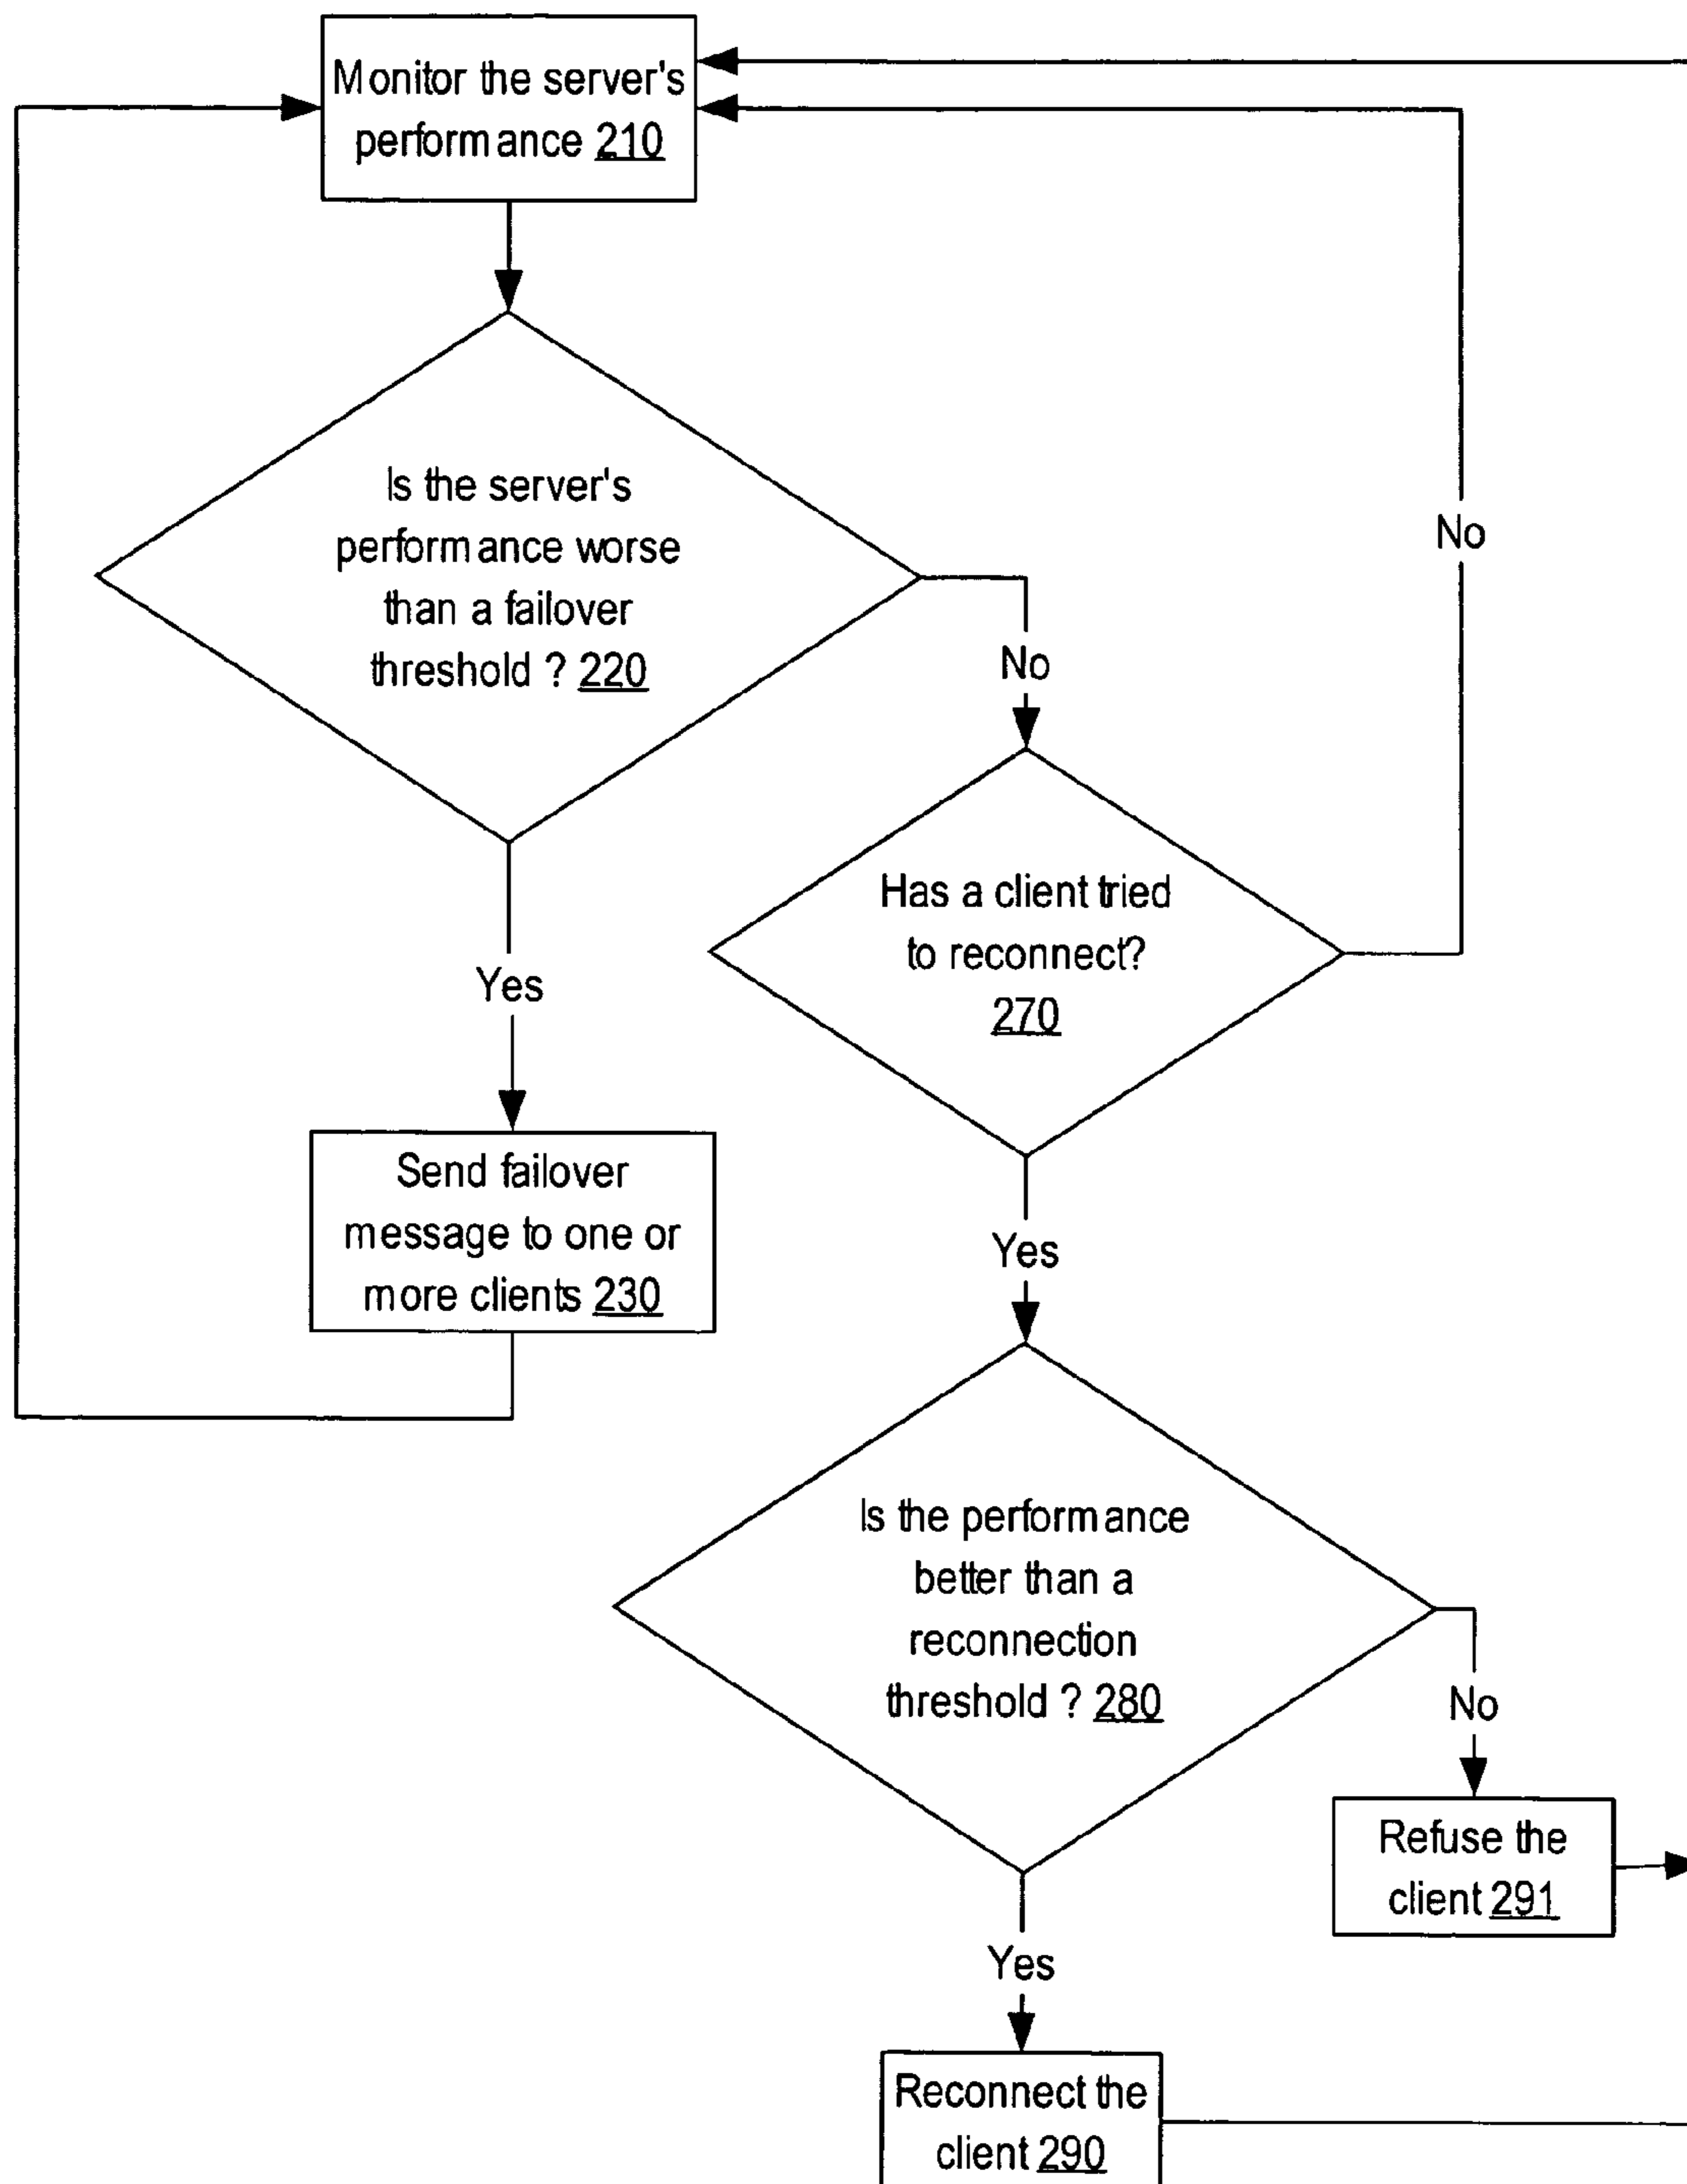 Monitor the server's
performance 210
Is the server's
performance worse
than a failover
threshold ? 220
No
No
Has a client tried
to reconnect?
270
Yes
Send failover
message to one or
more clients 230
Yes
Is the performance
better than a
reconnection
threshold ? 280
No
Refuse the
client 291
Yes
Reconnect the
client 290